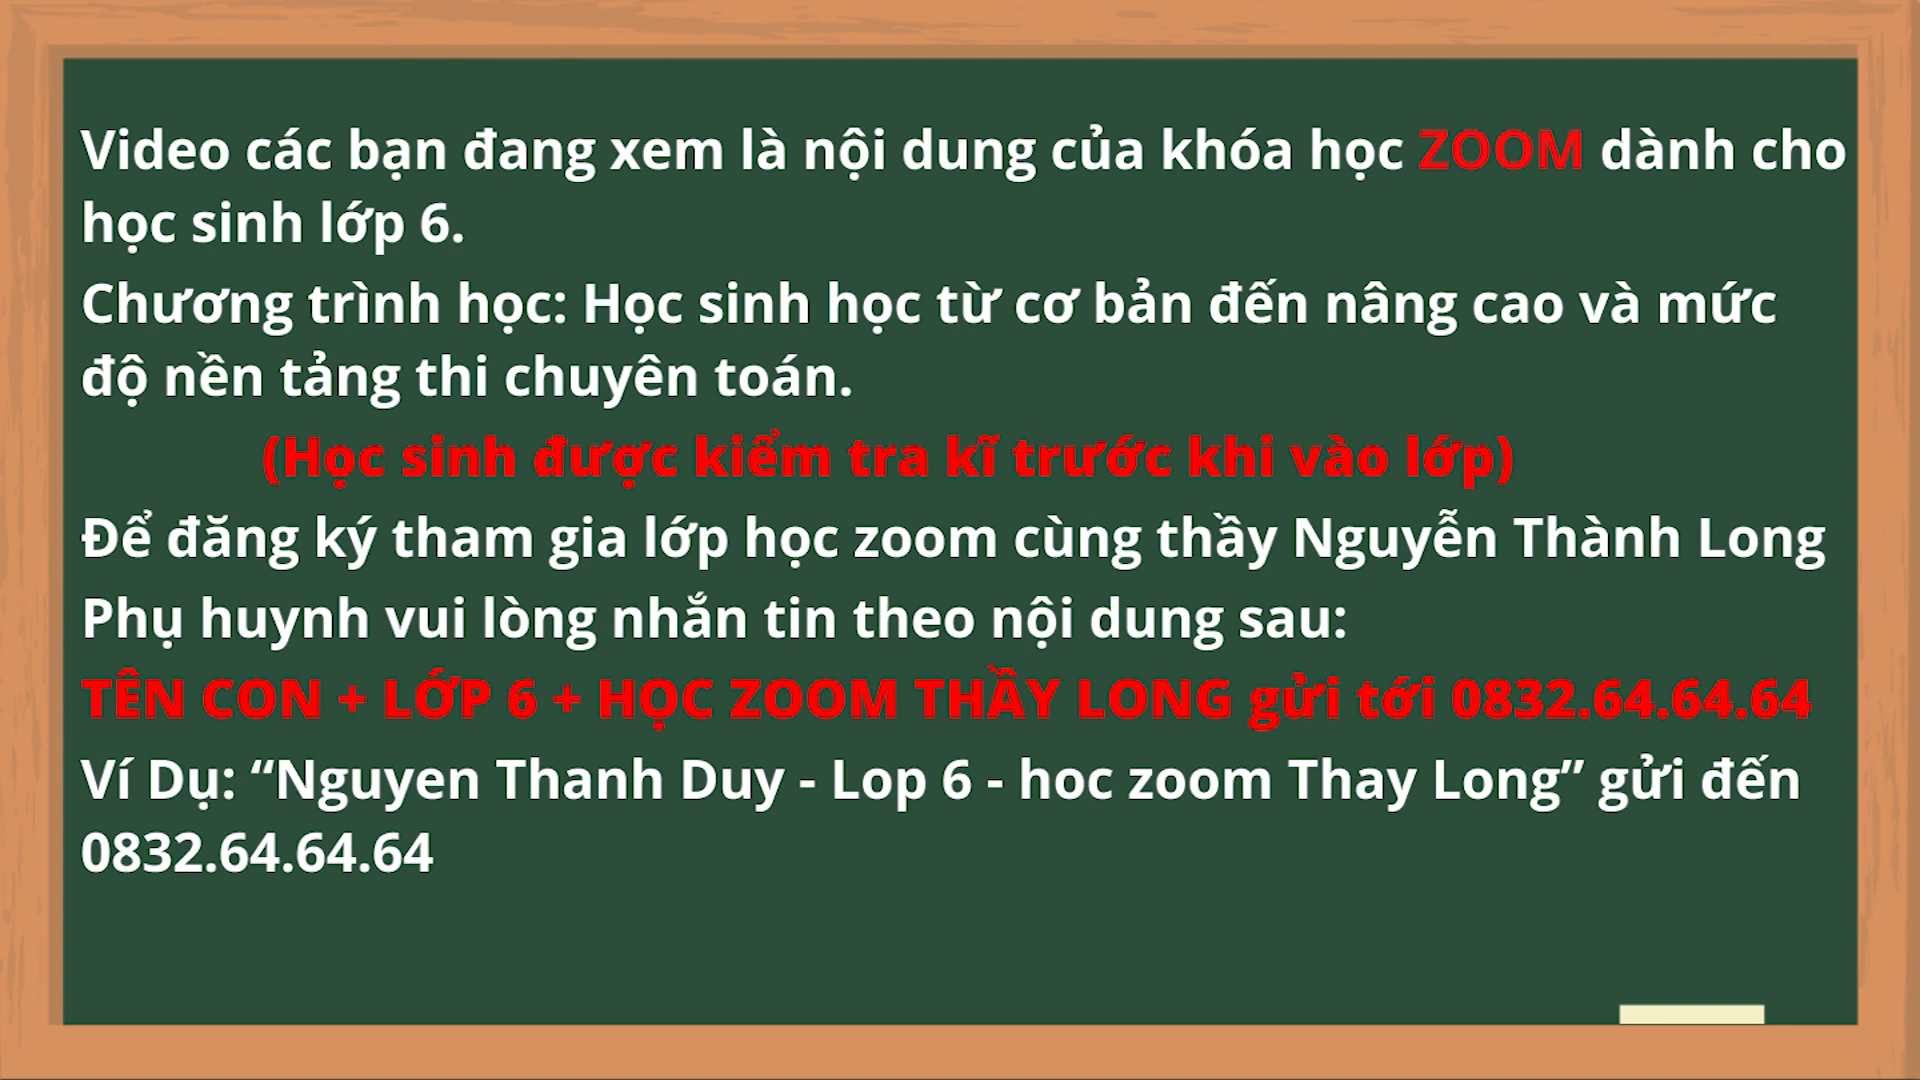 Video các bạn đang xem là nội dung của khóa học ZOOM dành cho
học sinh lớp 6.
Chương trình học: Học sinh học từ cơ bản đến nâng cao và mức
độ nền tảng thi chuyên toán.
(Học sinh được kiểm tra kĩ trước khi vào lớp)
Để đăng ký tham gia lớp học zoom cùng thầy Nguyễn Thành Long
Phụ huynh vui lòng nhắn tin theo nội dung sau:
TÊN CON + LỚP 6 + HỌC ZOOM THẦY LONG gửi tới 0832.64.64.64
Ví Dụ: “Nguyen Thanh Duy - Lop 6 - hoc zoom Thay Long” gửi đến
0832.64.64.64